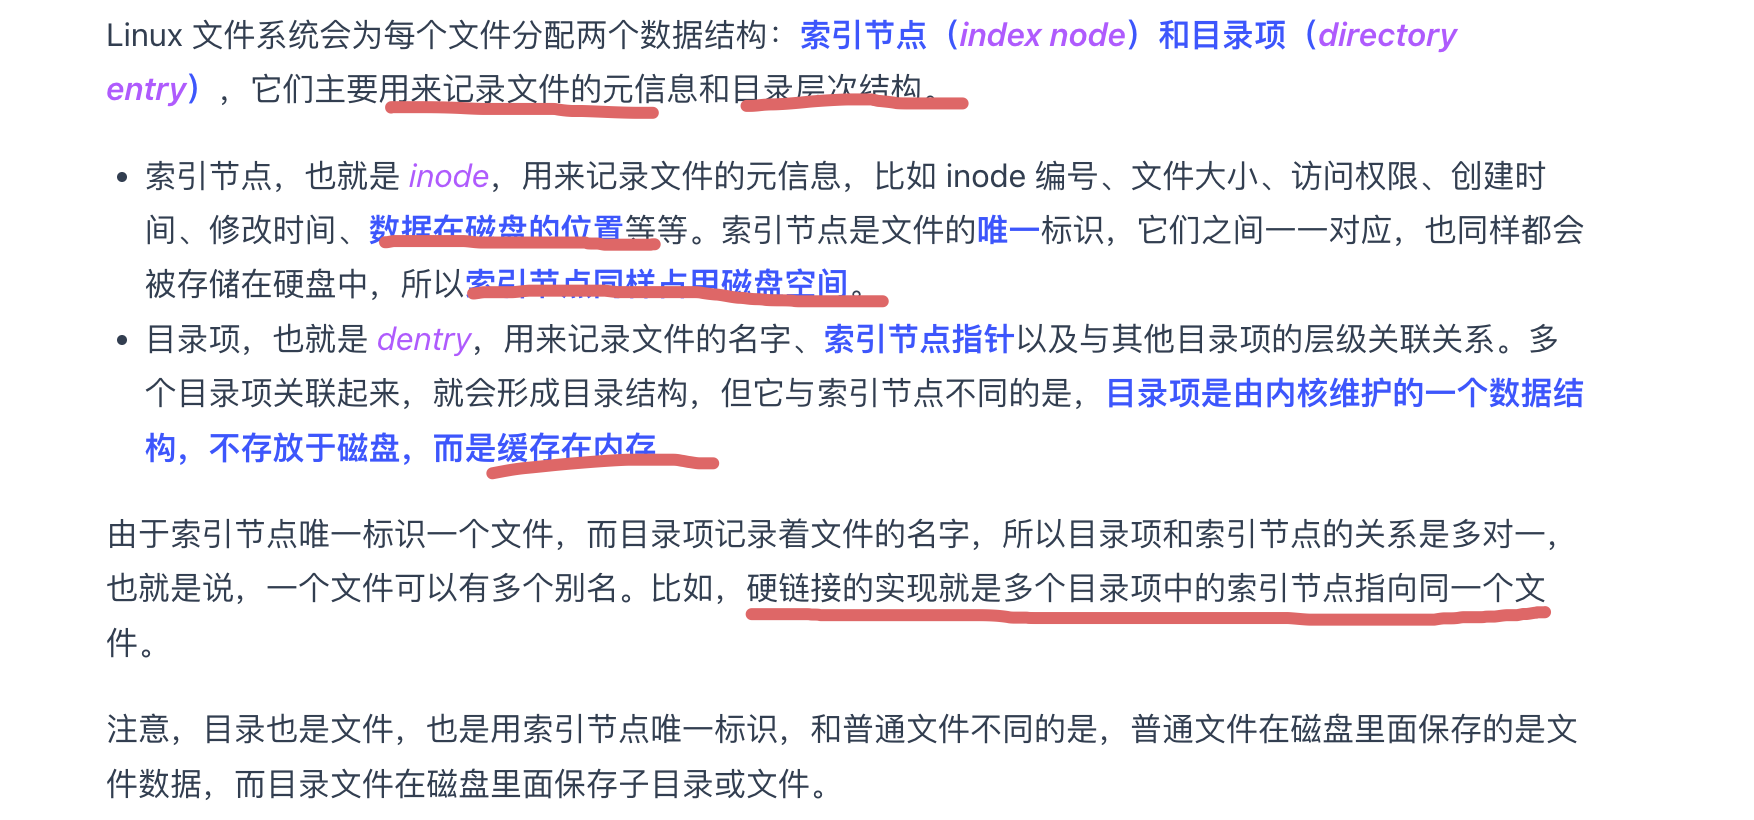 Linux 文件系统会为每个文件分配两个数据结构：索引节点（index node）和目录项（directory
entry），它们主要用来记录文件的元信息和目录层次结构。
• 索引节点，也就是 inode，用来记录文件的元信息，比如 inode 编号、文件大小、访问权限、创建时
间、修改时间、数据在磁盘的位置等等。索引节点是文件的唯一标识，它们之间一一对应，也同样都会
被存储在硬盘中，所以索引节点同样占用磁盘空间。
• 目录项，也就是 dentry，用来记录文件的名字、索引节点指针以及与其他目录项的层级关联关系。多
个目录项关联起来，就会形成目录结构，但它与索引节点不同的是，目录项是由内核维护的一个数据结
构，不存放于磁盘，而是缓存在内存
由于索引节点唯一标识一个文件，而目录项记录着文件的名字，所以目录项和索引节点的关系是多对一，
也就是说，一个文件可以有多个别名。比如，硬链接的实现就是多个目录项中的索引节点指向同一个文
件。
注意，目录也是文件，也是用索引节点唯一标识，和普通文件不同的是，普通文件在磁盘里面保存的是文
件数据，而目录文件在磁盘里面保存子目录或文件。